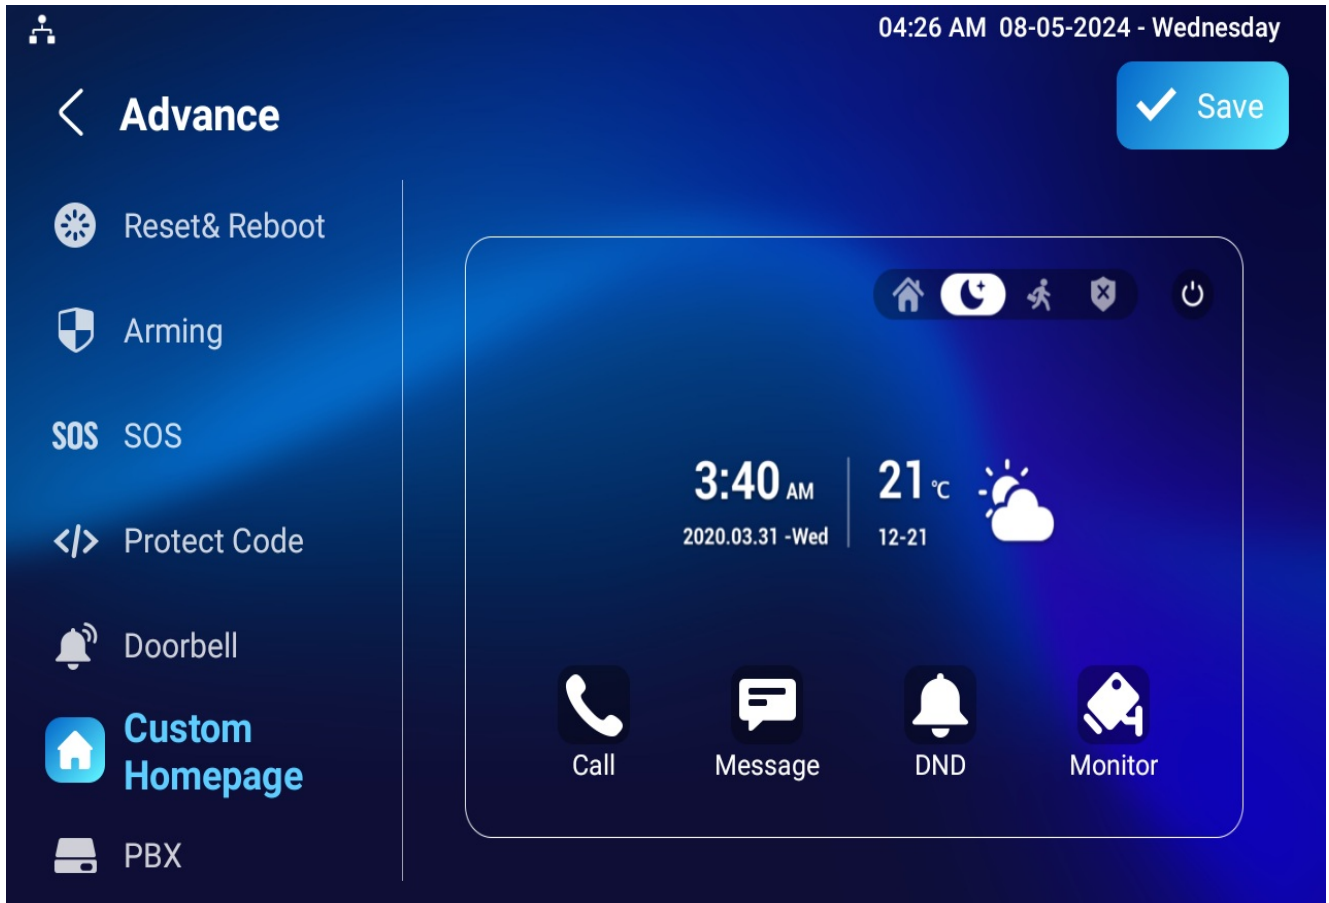 04:26 AM 08-05-2024 - Wednesday
Advance
Save
Reset& Reboot
Arming
SOS SOS
</> Protect Code
Doorbell
Custom
Homepage
PBX
3:40 AM
2020.03.31 -Wed
21 °C
12-21
Call
Message
DND
Monitor